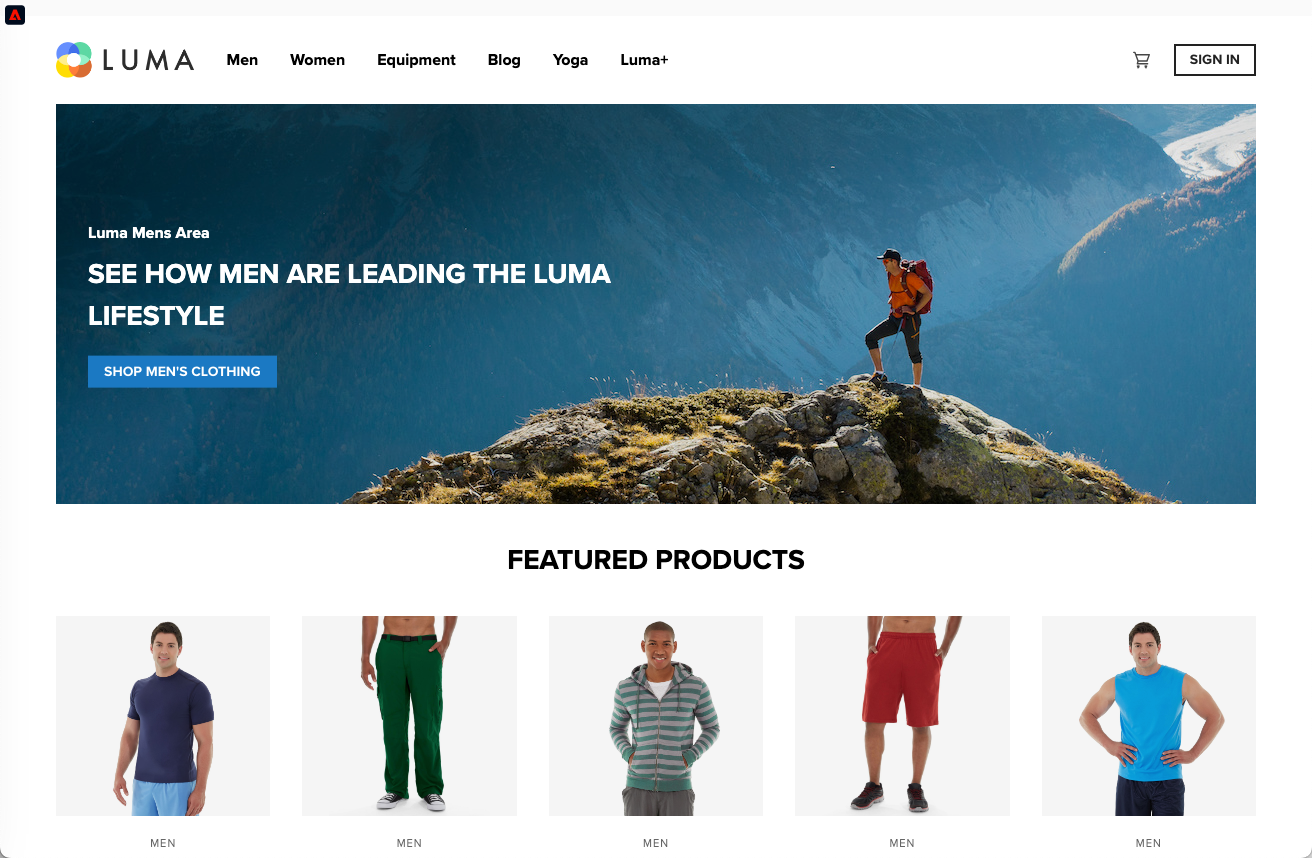 LUMA
Men Women Equipment Blog Yoga Luma+
SIGN IN
Luma Mens Area
SEE HOW MEN ARE LEADING THE LUMA
LIFESTYLE
SHOP MEN'S CLOTHING
FEATURED PRODUCTS
MEN MEN MEN MEN MEN